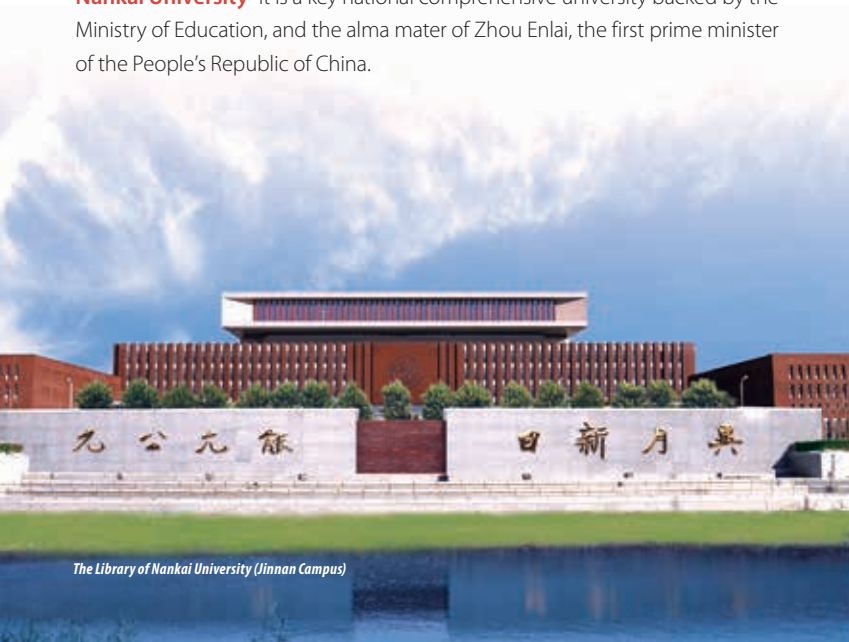 Nankai University It is a key national comprehensive university backed by the
Ministry of Education, and the alma mater of Zhou Enlai, the first prime minister
of the People's Republic of China.
允公允能 日新月異
The Library of Nankai University (Jinnan Campus)